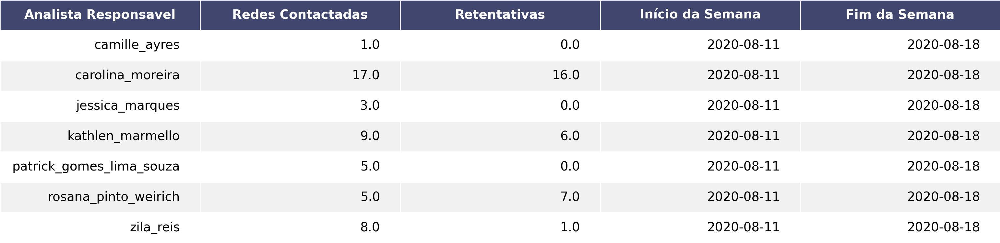 Analista Responsavel Redes Contactadas Retentativas Início da Semana Fim da Semana
camille_ayres 1.0 0.0 2020-08-11 2020-08-18
carolina_moreira 17.0 16.0 2020-08-11 2020-08-18
jessica_marques 3.0 0.0 2020-08-11 2020-08-18
kathlen_marmello 9.0 6.0 2020-08-11 2020-08-18
patrick_gomes_lima_souza 5.0 0.0 2020-08-11 2020-08-18
rosana_pinto_weirich 5.0 7.0 2020-08-11 2020-08-18
zila_reis 8.0 1.0 2020-08-11 2020-08-18